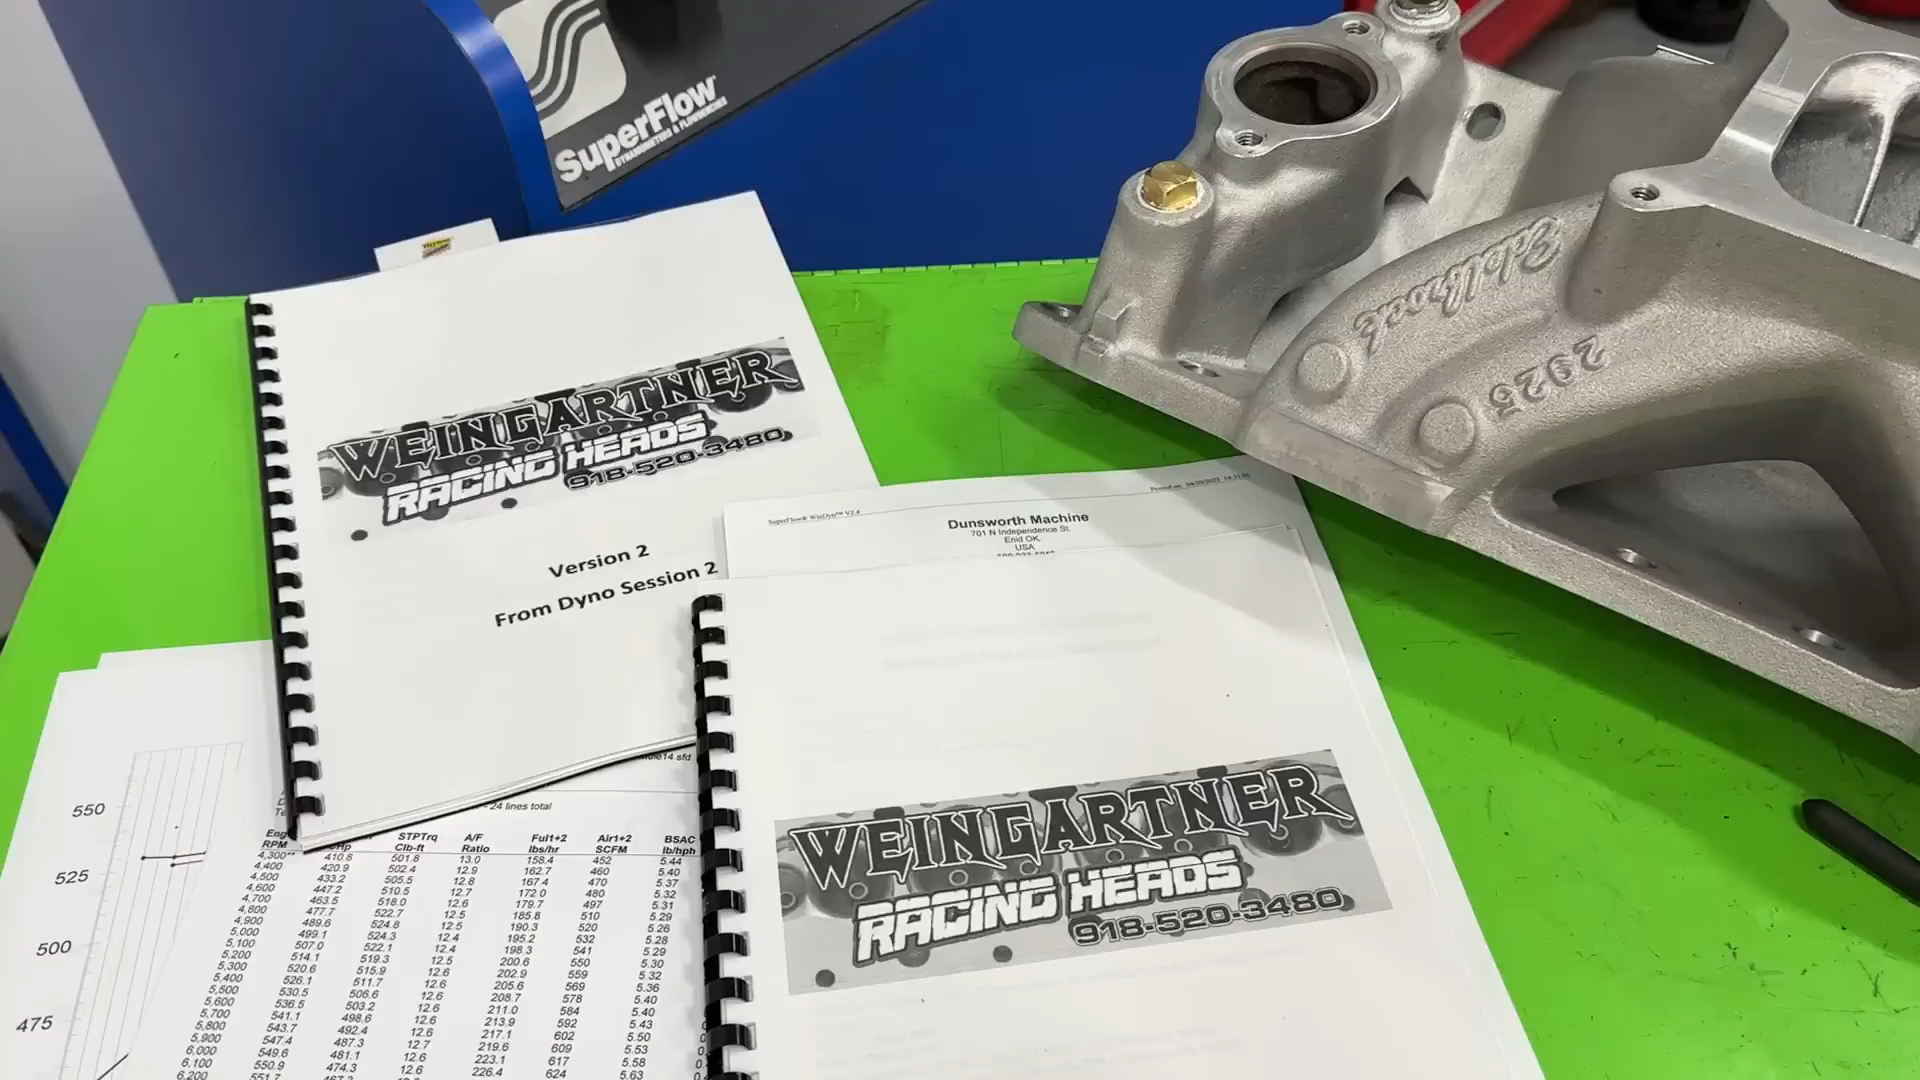 SuperFlow
DYNAMOMETERS & FLOWBENCHES
Edelbrock
2925
WEINGARTNER
RACING HEADS
918-520-3480
Version 2
From Dyno Session 2
SuperFlow® WinDyn™ V2.4
Dunsworth Machine
701 N Independence St.
Enid OK,
USA
WEINGARTNER
RACING HEADS
918-520-3480
550
525
500
475
24 lines total
Eng STPTrq A/F Ful1+2 Air1+2 BSAC
RPM Clb-ft Ratio lbs/hr SCFM lb/hph
4,300 410.8 501.8 13.0 158.4 452 5.44
4,400 420.9 502.4 12.9 162.7 460 5.40
4,500 433.2 505.5 12.8 167.4 470 5.37
4,600 447.2 510.5 12.7 172.0 480 5.32
4,700 463.5 518.0 12.6 179.7 497 5.31
4,800 477.7 522.7 12.5 185.8 510 5.29
4,900 489.6 524.8 12.5 190.3 520 5.26
5,000 499.1 524.3 12.4 195.2 532 5.28
5,100 507.0 522.1 12.4 198.3 541 5.29
5,200 514.1 519.3 12.5 200.6 550 5.30
5,300 520.6 515.9 12.6 202.9 559 5.32
5,400 526.1 511.7 12.6 205.6 569 5.36
5,500 530.5 506.6 12.6 208.7 578 5.40
5,600 536.5 503.2 12.6 211.0 584 5.40
5,700 541.1 498.6 12.6 213.9 592 5.43
5,800 543.7 492.4 12.6 217.1 602 5.50
5,900 547.4 487.3 12.7 219.6 609 5.53
6,000 549.6 481.1 12.6 223.1 617 5.58
6,100 550.9 474.3 12.6 226.4 624 5.63
6,200 551.7